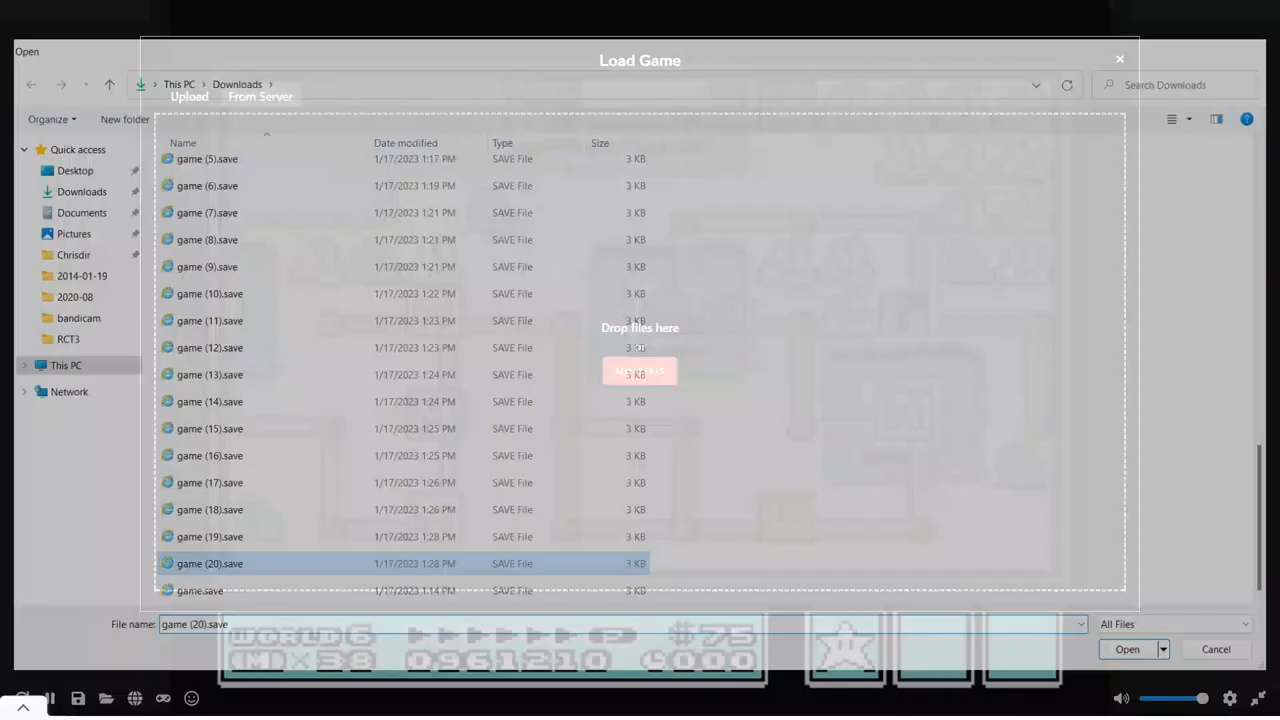 Load Game
×
Open
This PC
Downloads
Search Downloads
Upload
From Server
Organize
New folder
Name
Date modified
Type
Size
Quick access
Desktop
Downloads
Documents
Pictures
Chrisdir
2014-01-19
2020-08
bandicam
RCT3
This PC
Network
game (5).save 1/17/2023 1:17 PM SAVE File 3 KB
game (6).save 1/17/2023 1:19 PM SAVE File 3 KB
game (7).save 1/17/2023 1:21 PM SAVE File 3 KB
game (8).save 1/17/2023 1:21 PM SAVE File 3 KB
game (9).save 1/17/2023 1:21 PM SAVE File 3 KB
game (10).save 1/17/2023 1:22 PM SAVE File 3 KB
game (11).save 1/17/2023 1:23 PM SAVE File 3 KB
Drop files here
game (12).save 1/17/2023 1:23 PM SAVE File 3 KB
game (13).save 1/17/2023 1:24 PM SAVE File 3 KB
game (14).save 1/17/2023 1:24 PM SAVE File 3 KB
game (15).save 1/17/2023 1:25 PM SAVE File 3 KB
game (16).save 1/17/2023 1:25 PM SAVE File 3 KB
game (17).save 1/17/2023 1:26 PM SAVE File 3 KB
game (18).save 1/17/2023 1:26 PM SAVE File 3 KB
game (19).save 1/17/2023 1:28 PM SAVE File 3 KB
game (20).save 1/17/2023 1:28 PM SAVE File 3 KB
game.save 1/17/2023 1:14 PM SAVE File 3 KB
File name: game (20).save
All Files
Open
Cancel
WORLD 6 P #75
M × 38 0961210 000